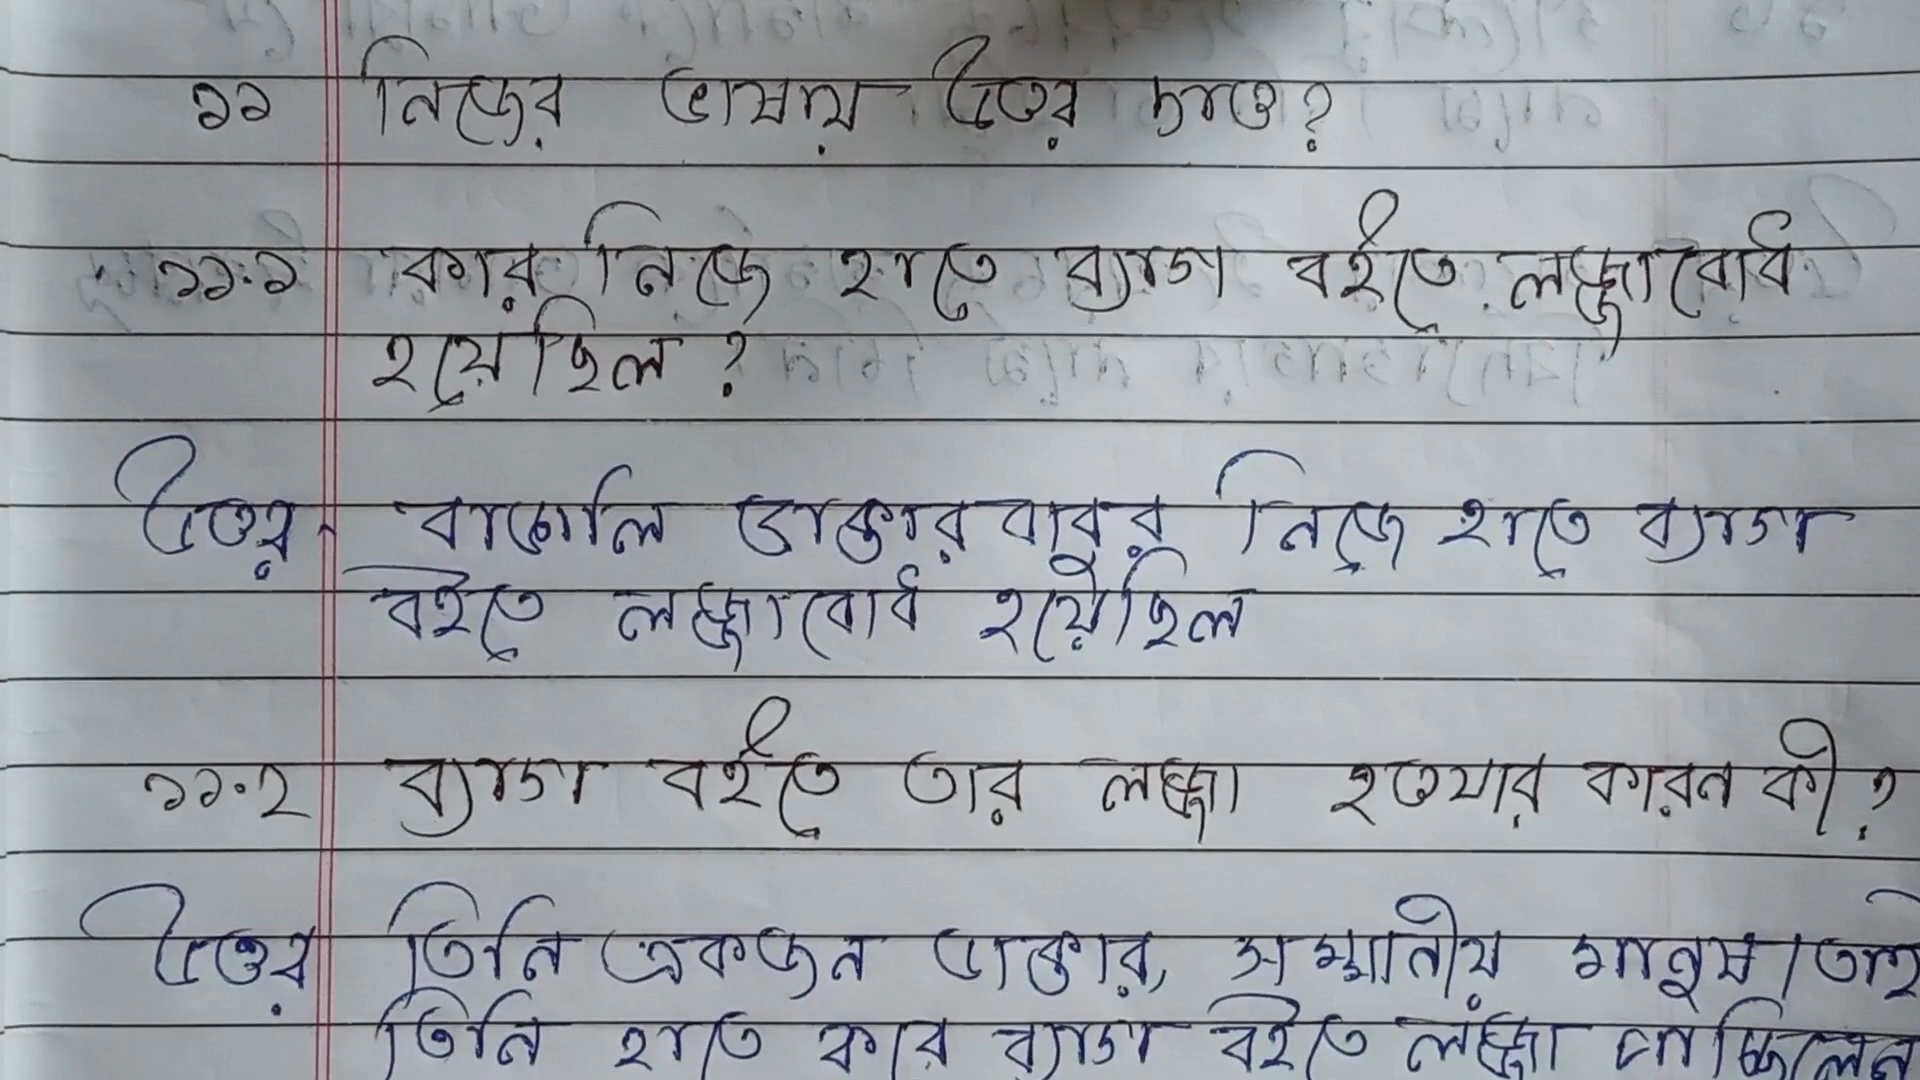 ১১ নিজের ভাষায় উত্তর দাও?
১১.১ কার নিজে হাতে ব্যাগ বইতে লজ্জাবোধ
হয়েছিল ?
উত্তর বাঙালি ডাক্তার বাবুর নিজে হাতে ব্যাগ
বইতে লজ্জাবোধ হয়েছিল
১১.২ ব্যাগ বইতে তার লজ্জা হওয়ার কারন কী?
উত্তর তিনি একজন ডাক্তার, সম্মানীয় মানুষ।তাই
তিনি হাতে করে ব্যাগ বইতে লজ্জা পাচ্ছিলেন